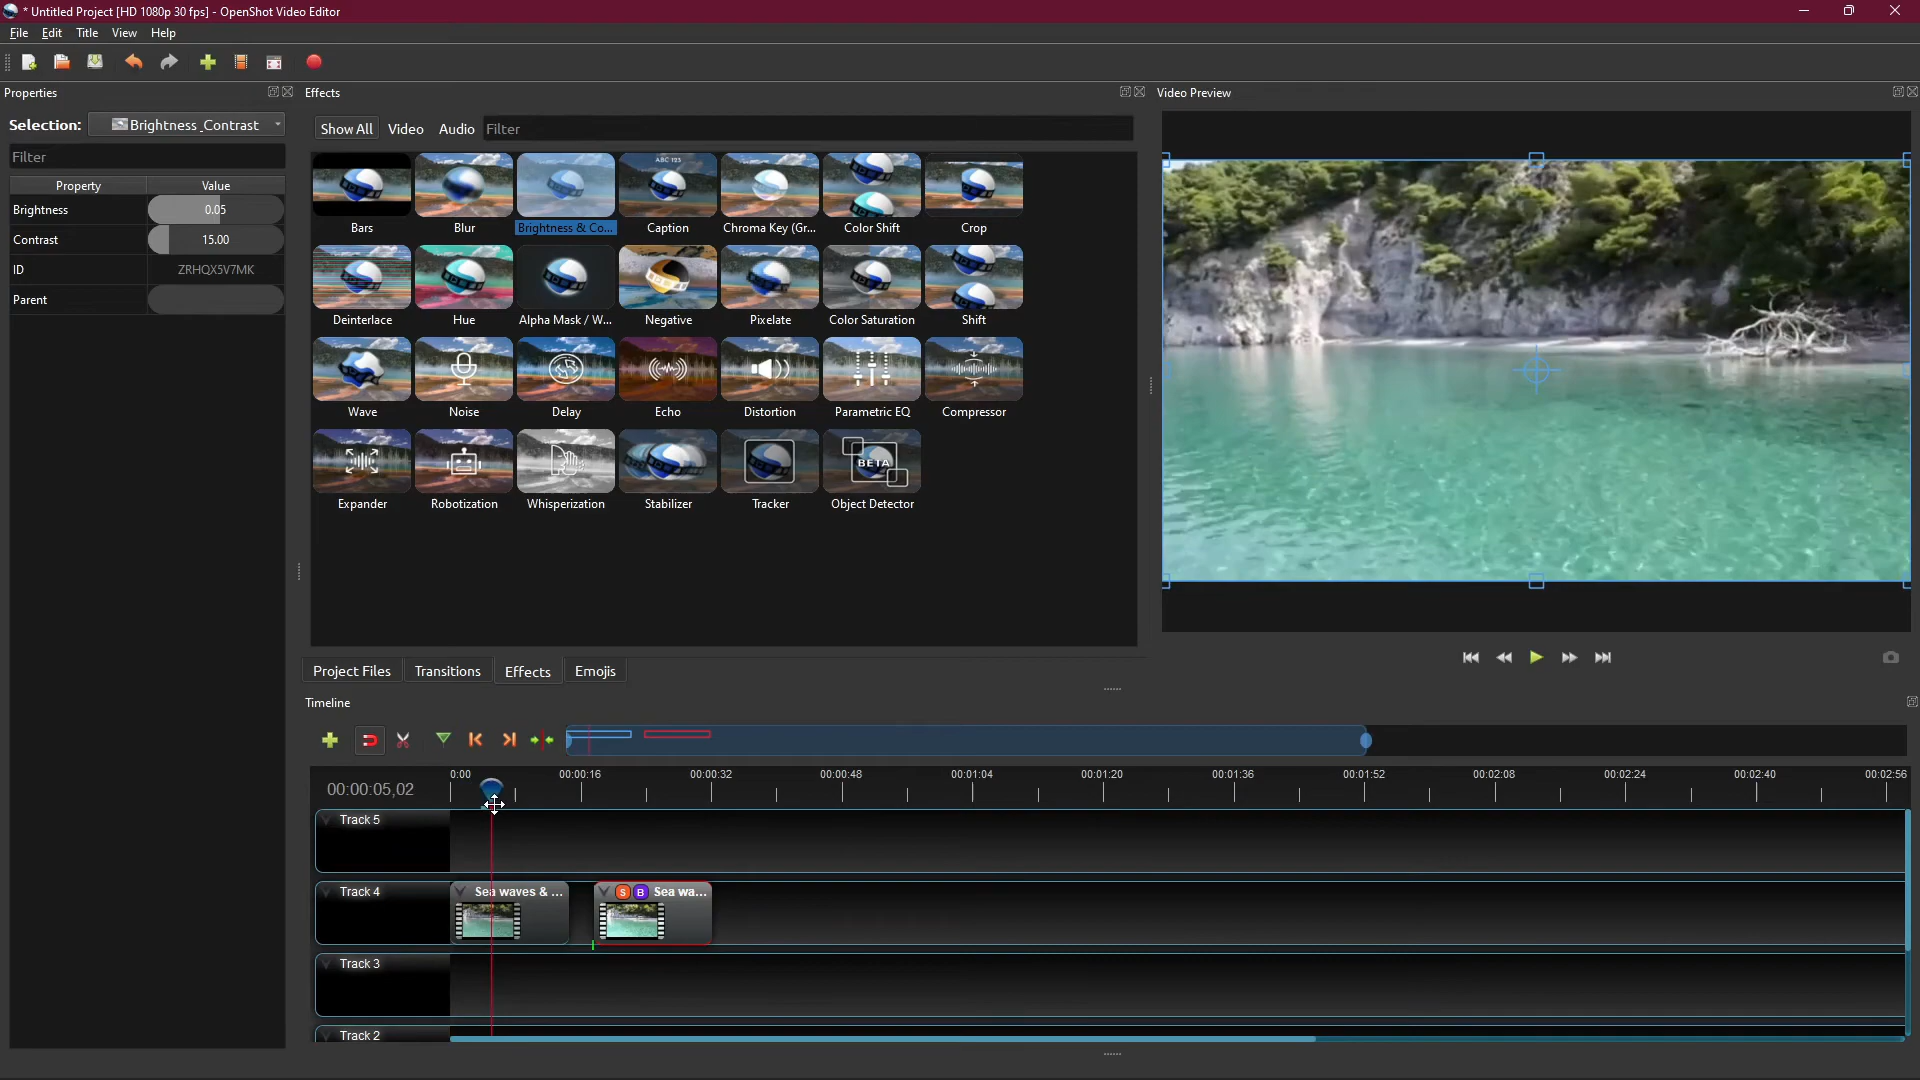 * Untitled Project [HD 1080p 30 fps] - OpenShot Video Editor
File Edit Title View Help
Properties
Effects
Video Preview
Selection: Brightness_Contrast
Show All Video Audio Filter
Filter
Property Value
Brightness 0.05
Contrast 15.00
ID ZRHQX5V7MK
Parent
ABC 123
Bars Blur Brightness & Co... Caption Chroma Key (Gr... Color Shift Crop
Deinterlace Hue Alpha Mask / W... Negative Pixelate Color Saturation Shift
Wave Noise Delay Echo Distortion Parametric EQ Compressor
BETA
Expander Robotization Whisperization Stabilizer Tracker Object Detector
Project Files Transitions Effects Emojis
Timeline
00:00:05,02
0:00 00:00:16 00:00:32 00:00:48 00:01:04 00:01:20 00:01:36 00:01:52 00:02:08 00:02:24 00:02:40 00:02:56
Track 5
Track 4
Sea waves & ...
S B Sea wa...
Track 3
Track 2